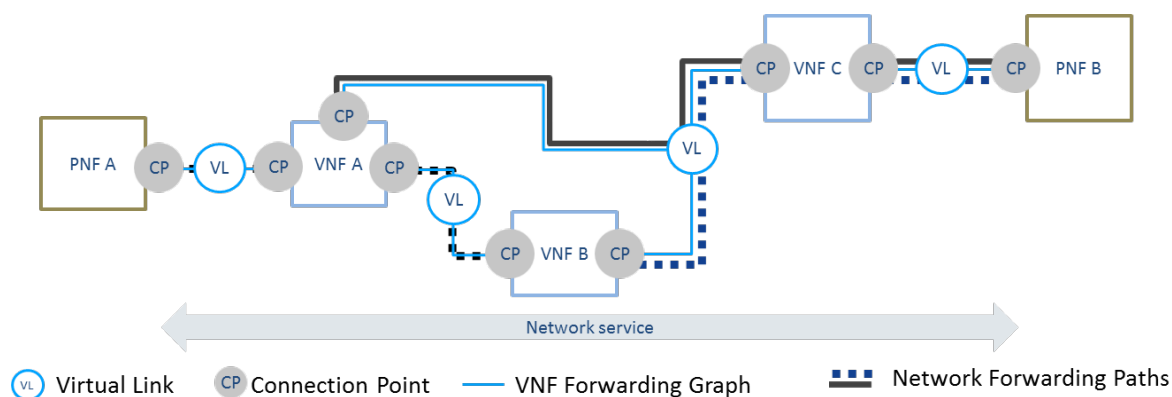 CP
VNF C
CP
VL
CP
PNF B
CP
PNF A
CP
VL
CP
VNF A
CP
VL
VL
CP
VNF B
CP
Network service
VL Virtual Link
CP Connection Point
VNF Forwarding Graph
Network Forwarding Paths